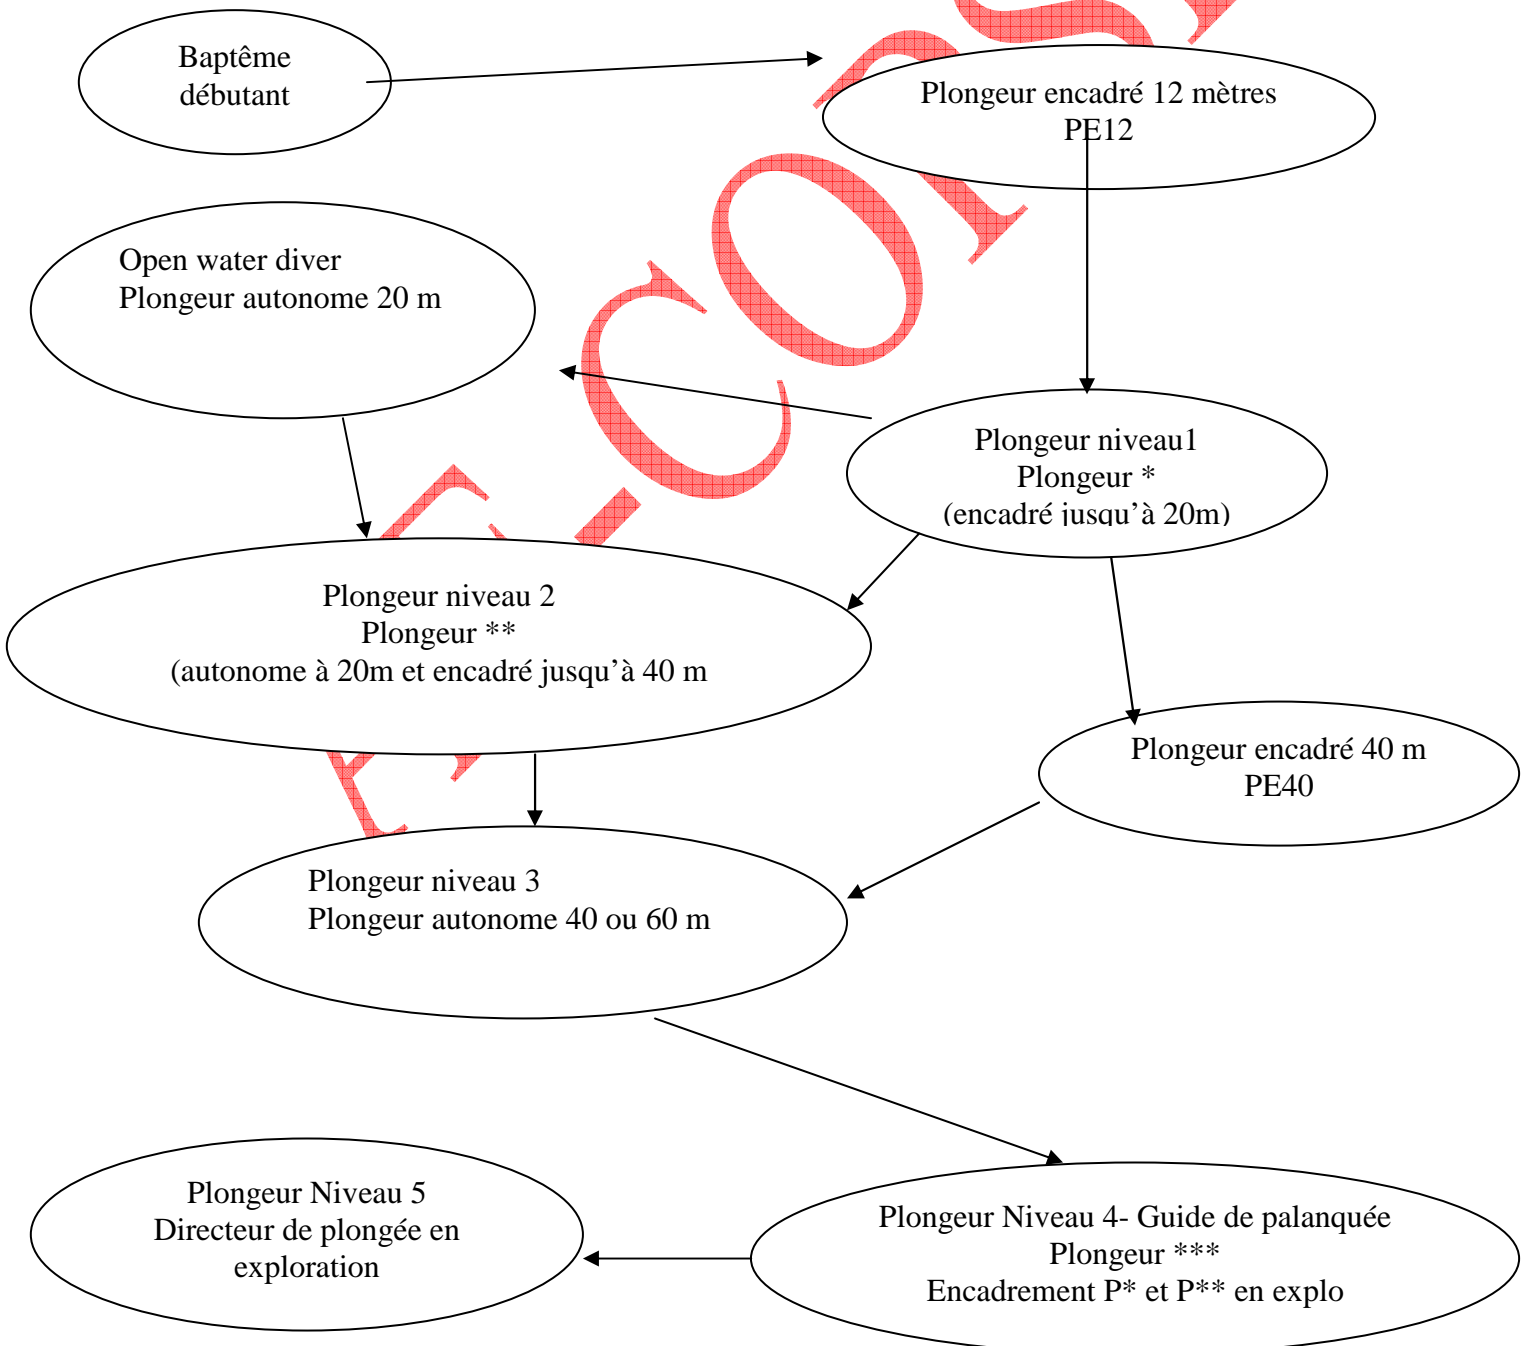 Baptême
débutant
Plongeur encadré 12 mètres
PE12
Open water diver
Plongeur autonome 20 m
Plongeur niveau1
Plongeur *
(encadré jusqu’à 20m)
Plongeur niveau 2
Plongeur **
(autonome à 20m et encadré jusqu’à 40 m
Plongeur encadré 40 m
PE40
Plongeur niveau 3
Plongeur autonome 40 ou 60 m
Plongeur Niveau 5
Directeur de plongée en
exploration
Plongeur Niveau 4- Guide de palanquée
Plongeur ***
Encadrement P* et P** en explo